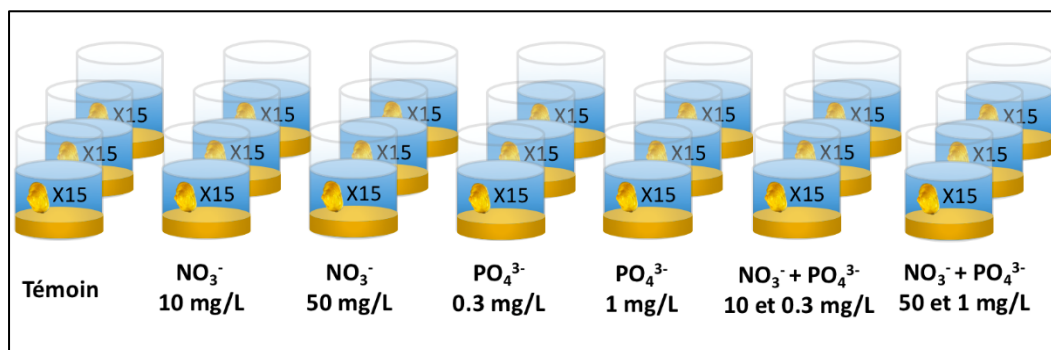 X15 X15 X15 X15 X15 X15 X15
X15 X15 X15 X15 X15 X15 X15
X15 X15 X15 X15 X15 X15 X15
Témoin
NO₃⁻
10 mg/L
NO₃⁻
50 mg/L
PO₄³⁻
0.3 mg/L
PO₄³⁻
1 mg/L
NO₃⁻ + PO₄³⁻
10 et 0.3 mg/L
NO₃⁻ + PO₄³⁻
50 et 1 mg/L